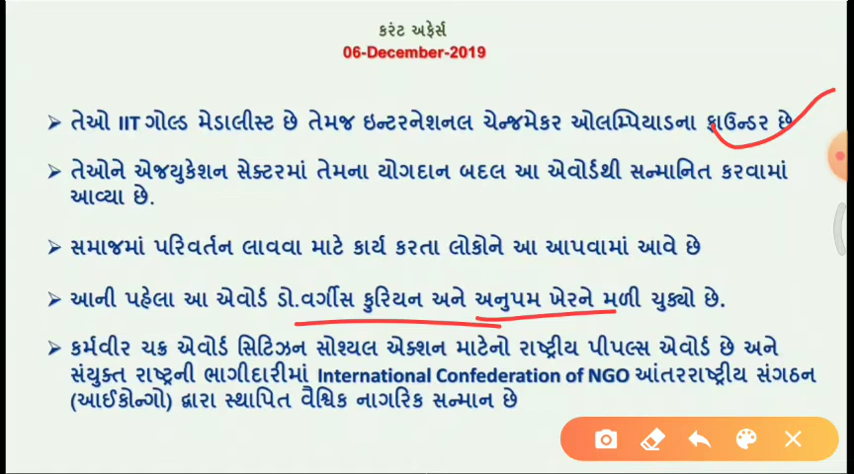 કરંટ અફેર્સ
06-December-2019
➢ તેઓ IIT ગોલ્ડ મેડાલીસ્ટ છે તેમજ ઇન્ટરનેશનલ ચેન્જમેકર ઓલમ્પિયાડના ફાઉન્ડર છે
➢ તેઓને એજયુકેશન સેક્ટરમાં તેમના યોગદાન બદલ આ એવોર્ડથી સન્માનિત કરવામાં
આવ્યા છે.
➢ સમાજમાં પરિવર્તન લાવવા માટે કાર્ય કરતા લોકોને આ આપવામાં આવે છે
➢ આની પહેલા આ એવોર્ડ ડો.વર્ગીસ કુરિયન અને અનુપમ ખેરને મળી ચુક્યો છે.
➢ કર્મવીર ચક્ર એવોર્ડ સિટિઝન સોશ્યલ એક્શન માટેનો રાષ્ટ્રીય પીપલ્સ એવોર્ડ છે અને
સંયુક્ત રાષ્ટ્રની ભાગીદારીમાં International Confederation of NGO આંતરરાષ્ટ્રીય સંગઠન
(આઈકોન્ગો) દ્વારા સ્થાપિત વૈશ્વિક નાગરિક સન્માન છે